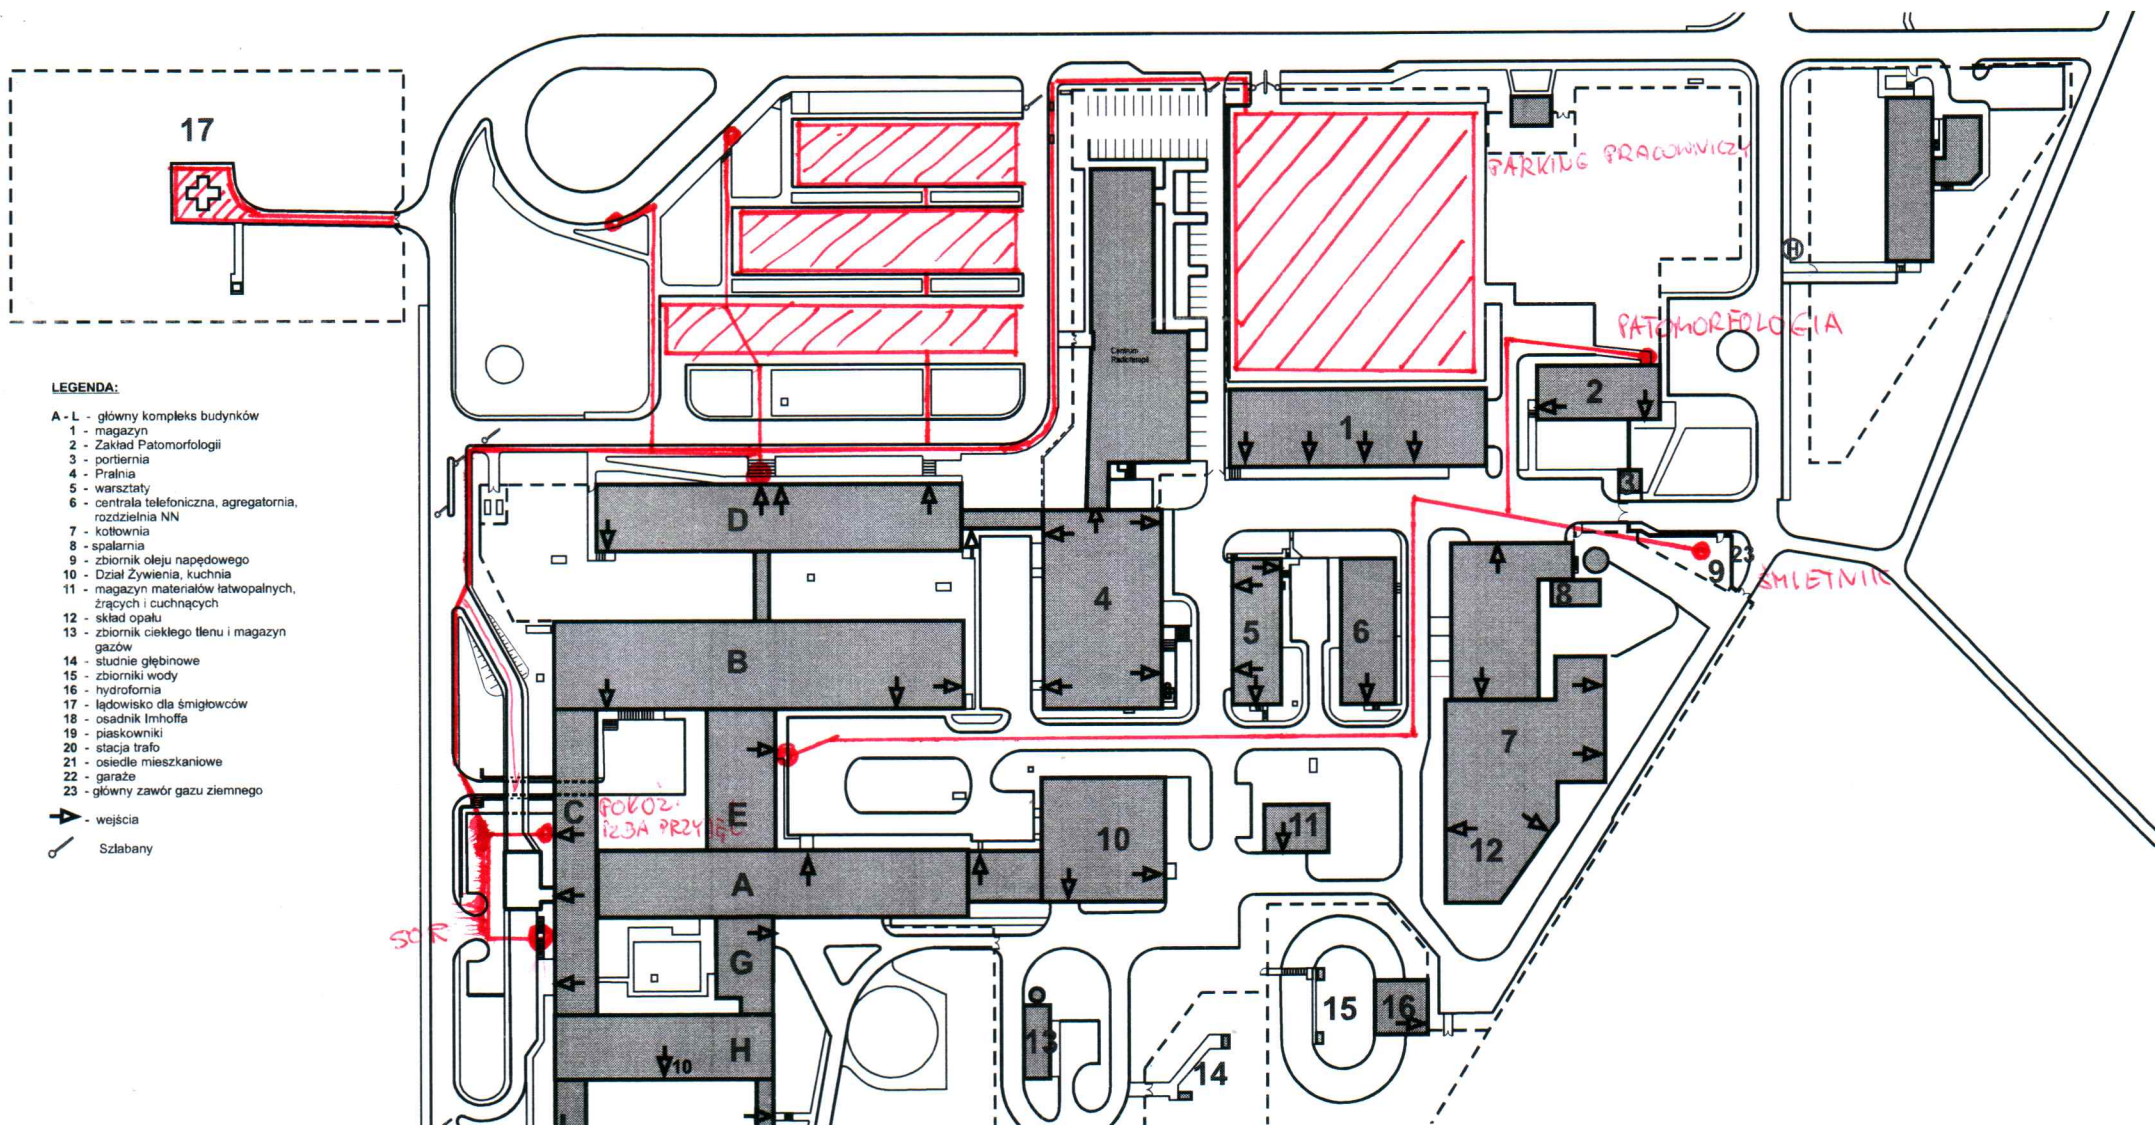 17
PARKING PRACOWNICZY
H
PATOMORFOLOGIA
Centrum
Radioterapii
LEGENDA:
A - L - główny kompleks budynków
1 - magazyn
2 - Zakład Patomorfologii
3 - portiernia
4 - Pralnia
5 - warsztaty
6 - centrala telefoniczna, agregatornia,
rozdzielnia NN
7 - kotłownia
8 - spalarnia
9 - zbiornik oleju napędowego
10 - Dział Żywienia, kuchnia
11 - magazyn materiałów łatwopalnych,
żrących i cuchnących
12 - skład opału
13 - zbiornik ciekłego tlenu i magazyn
gazów
14 - studnie głębinowe
15 - zbiorniki wody
16 - hydrofornia
17 - lądowisko dla śmigłowców
18 - osadnik Imhoffa
19 - piaskowniki
20 - stacja trafo
21 - osiedle mieszkaniowe
22 - garaże
23 - główny zawór gazu ziemnego
- wejścia
Szlabany
2
1
3
D
23
9
ŚMIETNIK
8
4
5
6
B
7
C
POŁOŻ.
IZBA PRZYJĘĆ
E
10
11
12
A
SOR
G
15
16
13
H
10
14